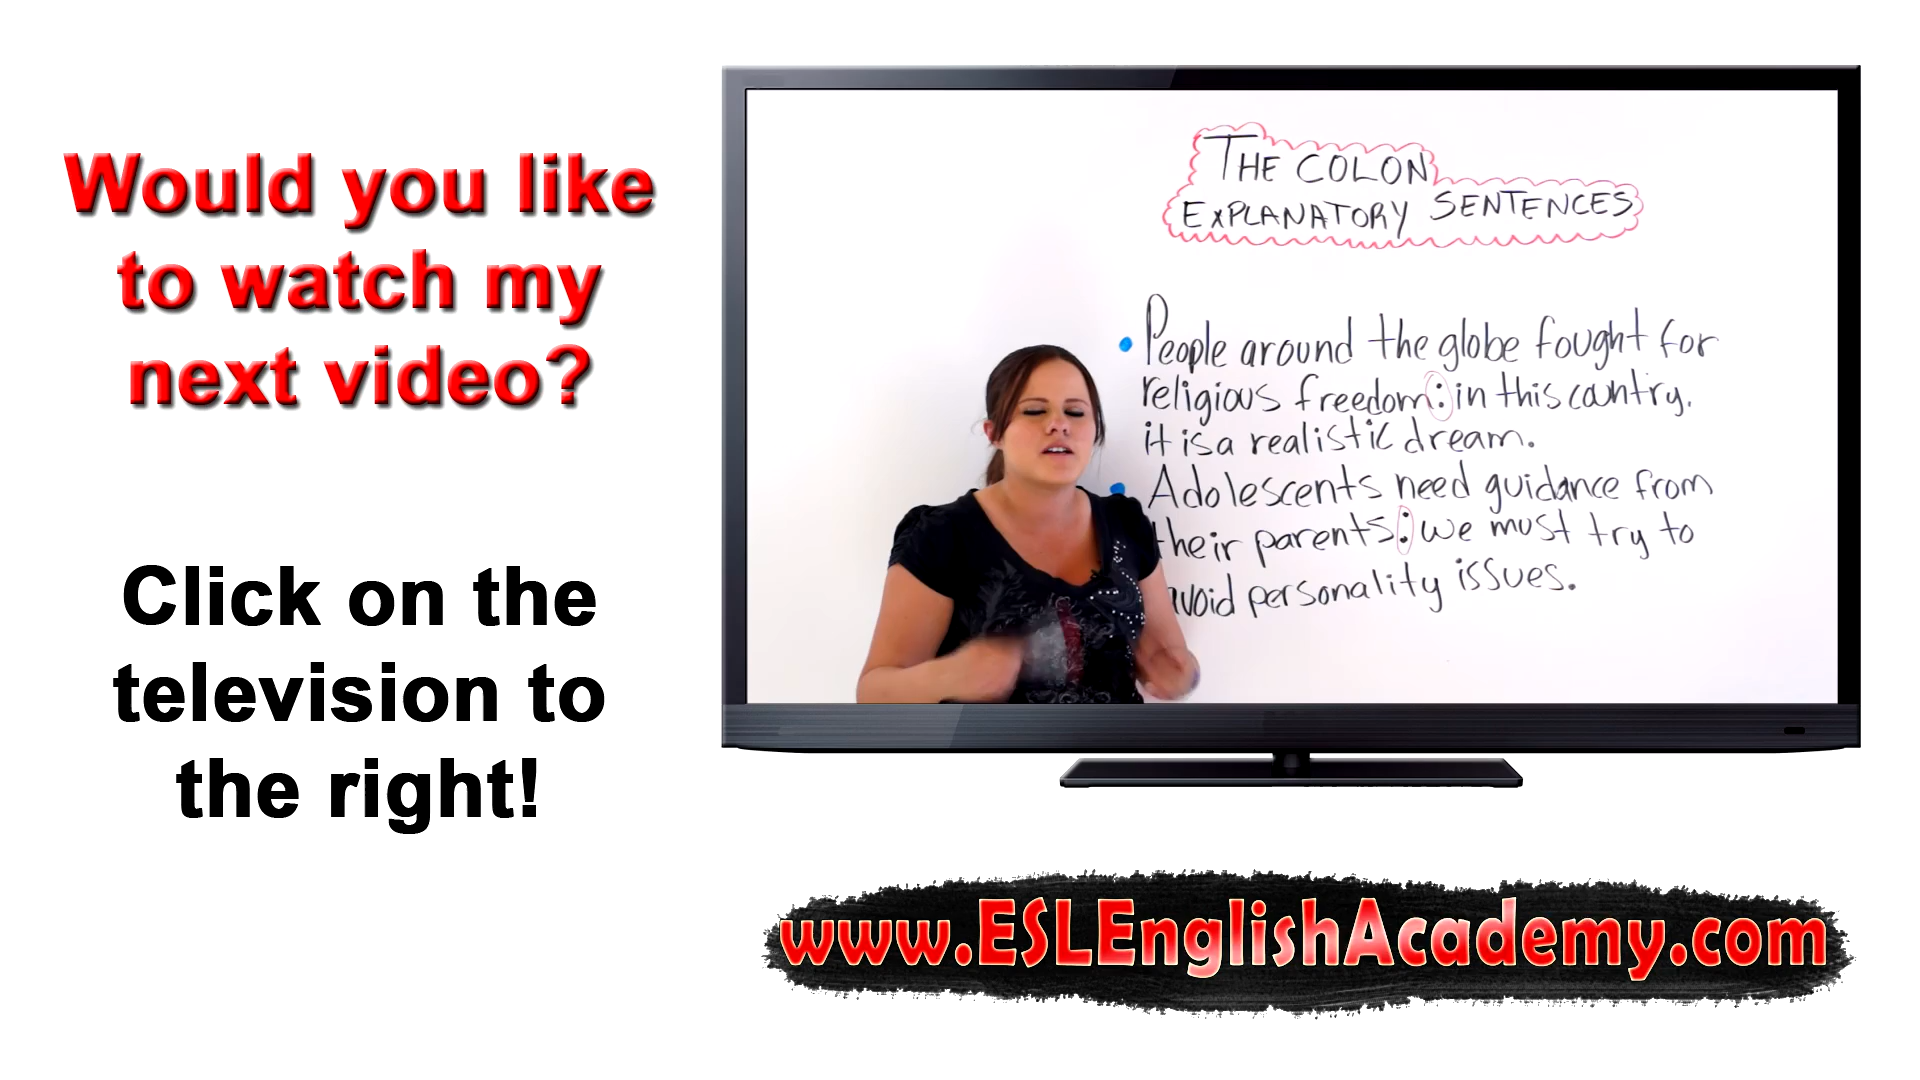 Would you like
to watch my
next video?
Click on the
television to
the right!
THE COLON
EXPLANATORY SENTENCES
• People around the globe fought for
religious freedom: in this country,
it is a realistic dream.
• Adolescents need guidance from
their parents: we must try to
avoid personality issues.
www.ESLEnglishAcademy.com